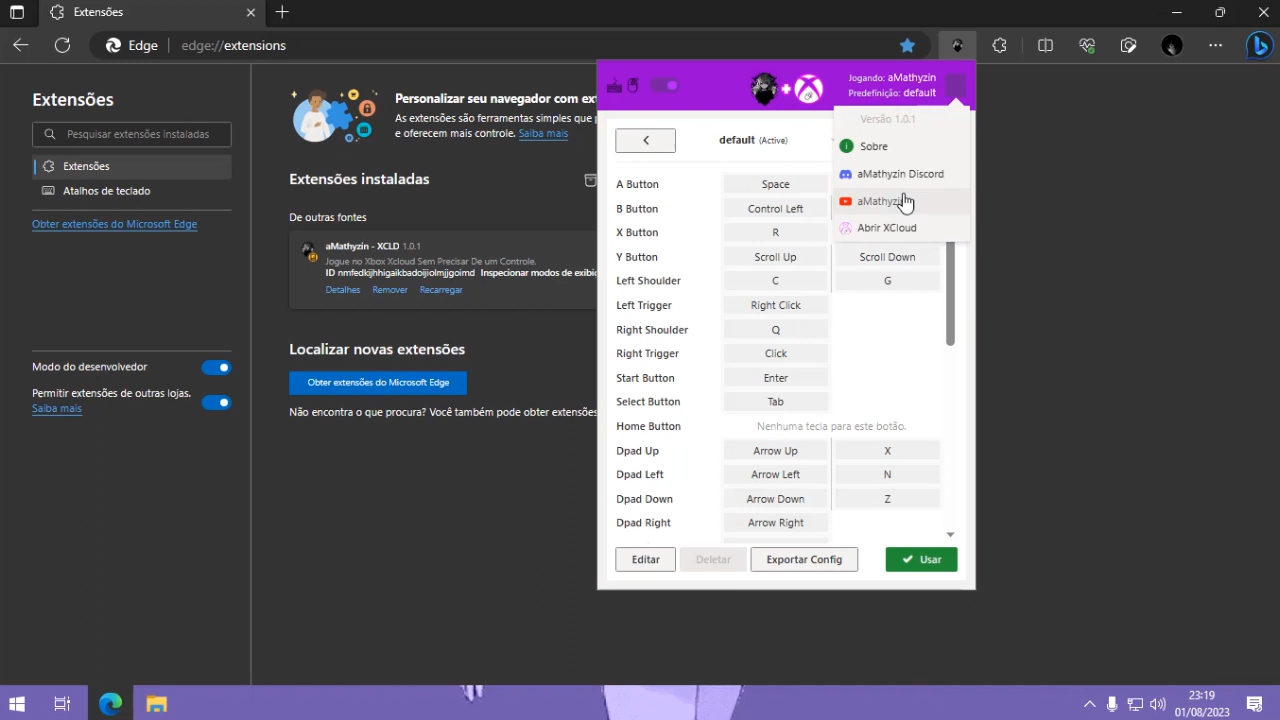 Extensões
Edge
edge://extensions
Extensões
Pesquisar extensões instaladas
Extensões
Atalhos de teclado
Obter extensões do Microsoft Edge
Modo do desenvolvedor
Permitir extensões de outras lojas.
Saiba mais
Personalizar seu navegador com ext
As extensões são ferramentas simples que p
e oferecem mais controle. Saiba mais
Extensões instaladas
De outras fontes
aMathyzin - XCLD 1.0.1
Jogue no Xbox Xcloud Sem Precisar De um Controle.
ID nmfedkijhhigaikbadoijjiolmjjgoimd Inspecionar modos de exibiç
Detalhes Remover Recarregar
Localizar novas extensões
Obter extensões do Microsoft Edge
Não encontra o que procura? Você também pode obter extensões
Jogando: aMathyzin
Predefinição: default
Versão 1.0.1
Sobre
aMathyzin Discord
Abrir XCloud
default (Active)
A Button Space
B Button Control Left
X Button R
Y Button Scroll Up Scroll Down
Left Shoulder C G
Left Trigger Right Click
Right Shoulder Q
Right Trigger Click
Start Button Enter
Select Button Tab
Home Button Nenhuma tecla para este botão.
Dpad Up Arrow Up X
Dpad Left Arrow Left N
Dpad Down Arrow Down Z
Dpad Right Arrow Right
Editar Deletar Exportar Config Usar
23:19
01/08/2023